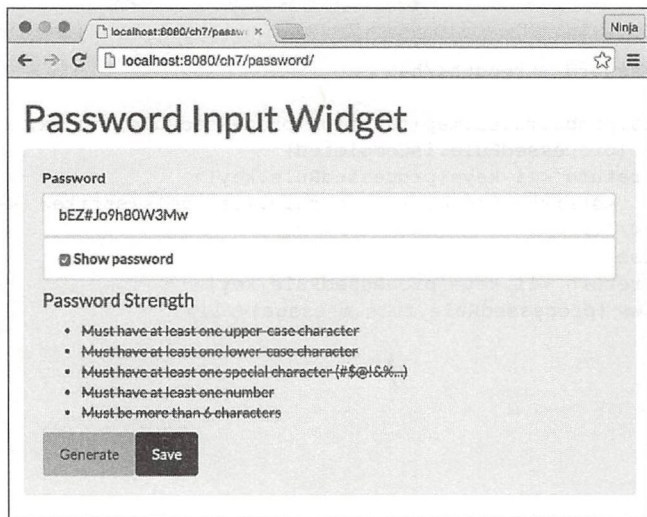 localhost:8080/ch7/passw
Ninja
localhost:8080/ch7/password/
Password Input Widget
Password
bEZ#Jo9h80W3Mw
Show password
Password Strength
Must have at least one upper-case character
Must have at least one lower-case character
Must have at least one special character (#$@!&%...)
Must have at least one number
Must be more than 6 characters
Generate
Save